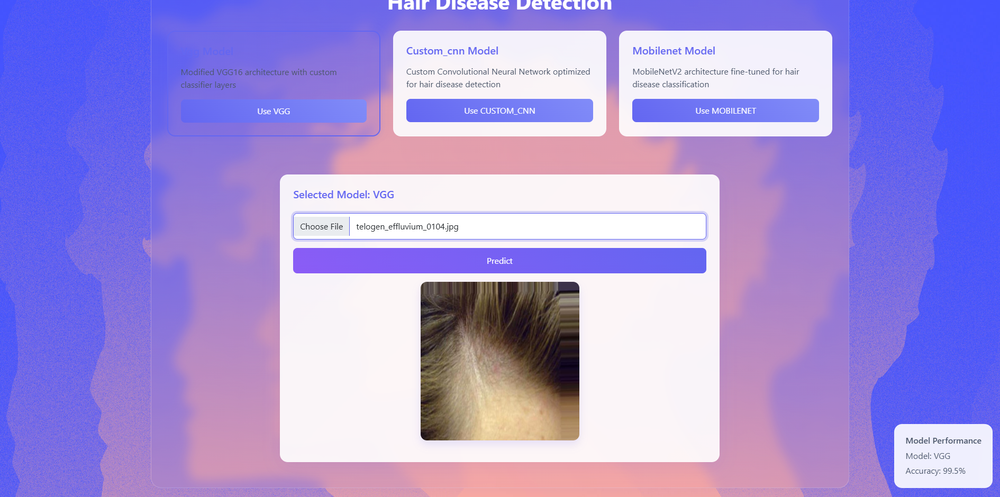 Hair Disease Detection
Model
Modified VGG16 architecture with custom
classifier layers
Use VGG
Custom_cnn Model
Custom Convolutional Neural Network optimized
for hair disease detection
Use CUSTOM_CNN
Mobilenet Model
MobileNetV2 architecture fine-tuned for hair
disease classification
Use MOBILENET
Selected Model: VGG
Choose File telogen_effluvium_0104.jpg
Predict
Model Performance
Model: VGG
Accuracy: 99.5%